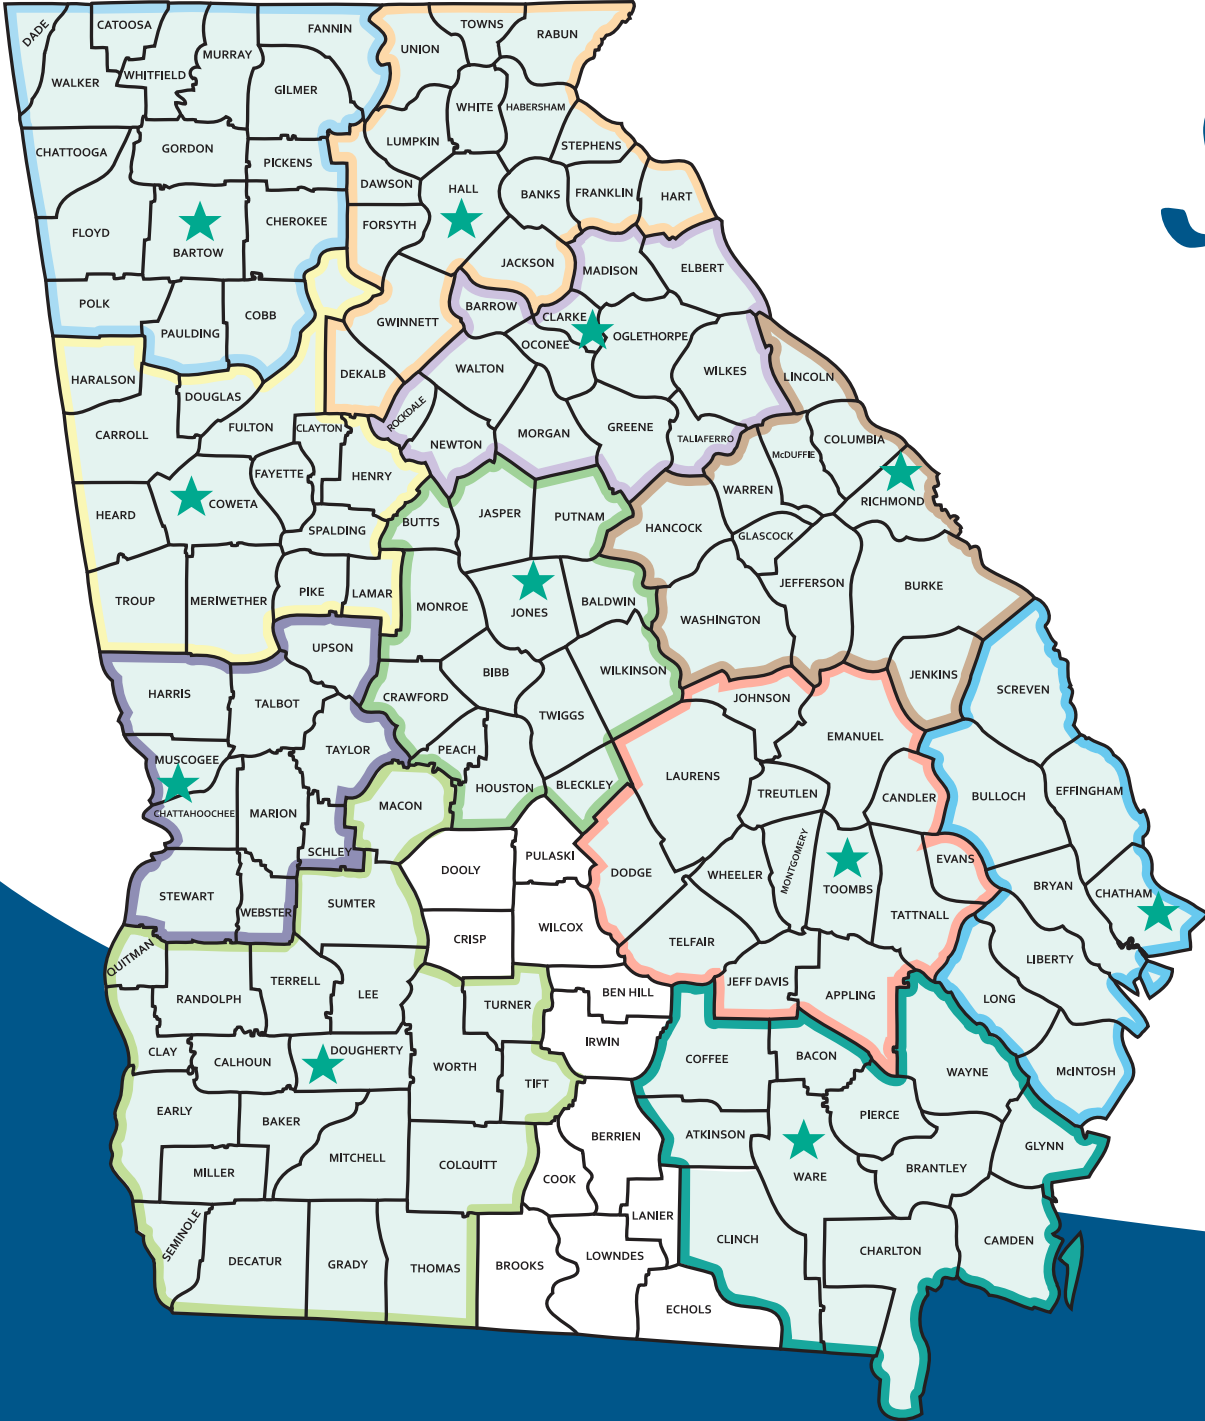 DADE
CATOOSA
FANNIN
TOWNS
RABUN
UNION
MURRAY
WHITFIELD
WALKER
GILMER
WHITE
HABERSHAM
LUMPKIN
STEPHENS
CHATTOOGA
GORDON
PICKENS
DAWSON
HALL
BANKS
FRANKLIN
HART
FLOYD
BARTOW
CHEROKEE
FORSYTH
JACKSON
MADISON
ELBERT
POLK
PAULDING
COBB
GWINNETT
BARROW
CLARKE
OCONEE
OGLETHORPE
HARALSON
DOUGLAS
DEKALB
WALTON
WILKES
LINCOLN
CARROLL
FULTON
CLAYTON
ROCKDALE
NEWTON
MORGAN
GREENE
TALIAFERRO
McDUFFIE
COLUMBIA
FAYETTE
HENRY
HEARD
COWETA
SPALDING
BUTTS
JASPER
PUTNAM
HANCOCK
WARREN
RICHMOND
GLASCOCK
TROUP
MERIWETHER
PIKE
LAMAR
MONROE
JONES
BALDWIN
WASHINGTON
JEFFERSON
BURKE
UPSON
HARRIS
TALBOT
CRAWFORD
BIBB
WILKINSON
JENKINS
SCREVEN
JOHNSON
TWIGGS
MUSCOGEE
TAYLOR
PEACH
EMANUEL
CHATTAHOOCHEE
MARION
MACON
HOUSTON
BLECKLEY
LAURENS
TREUTLEN
CANDLER
BULLOCH
EFFINGHAM
SCHLEY
DOOLY
PULASKI
DODGE
WHEELER
MONTGOMERY
TOOMBS
EVANS
BRYAN
CHATHAM
STEWART
WEBSTER
SUMTER
CRISP
WILCOX
TELFAIR
TATTNALL
QUITMAN
RANDOLPH
TERRELL
LEE
TURNER
BEN HILL
JEFF DAVIS
APPLING
LONG
LIBERTY
CLAY
CALHOUN
DOUGHERTY
WORTH
TIFT
IRWIN
COFFEE
BACON
WAYNE
McINTOSH
EARLY
BAKER
MITCHELL
COLQUITT
BERRIEN
ATKINSON
PIERCE
GLYNN
MILLER
COOK
WARE
BRANTLEY
SEMINOLE
DECATUR
GRADY
THOMAS
BROOKS
LANIER
LOWNDES
CLINCH
CHARLTON
CAMDEN
ECHOLS